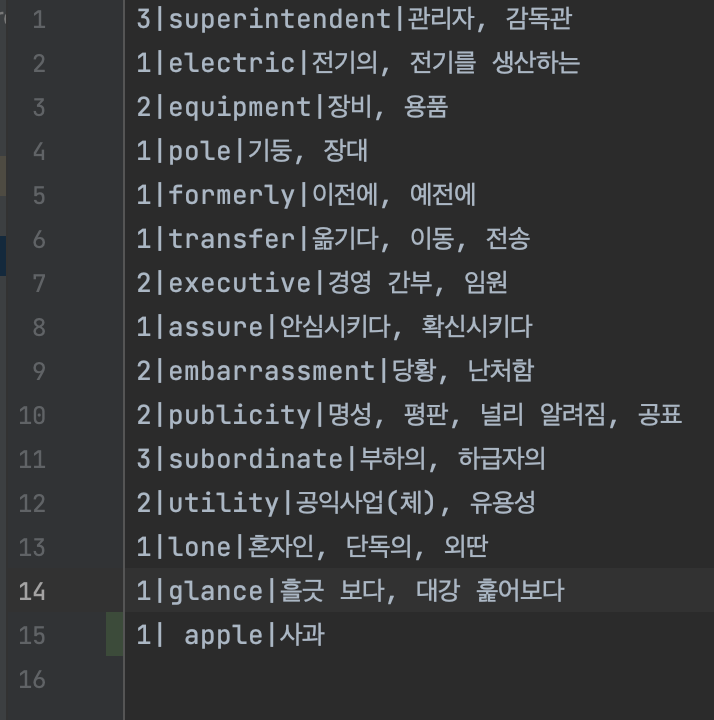 1 3|superintendent|관리자, 감독관
2 1|electric|전기의, 전기를 생산하는
3 2|equipment|장비, 용품
4 1|pole|기둥, 장대
5 1|formerly|이전에, 예전에
6 1|transfer|옮기다, 이동, 전송
7 2|executive|경영 간부, 임원
8 1|assure|안심시키다, 확신시키다
9 2|embarrassment|당황, 난처함
10 2|publicity|명성, 평판, 널리 알려짐, 공표
11 3|subordinate|부하의, 하급자의
12 2|utility|공익사업(체), 유용성
13 1|lone|혼자인, 단독의, 외딴
14 1|glance|흘긋 보다, 대강 훑어보다
15 1| apple|사과
16